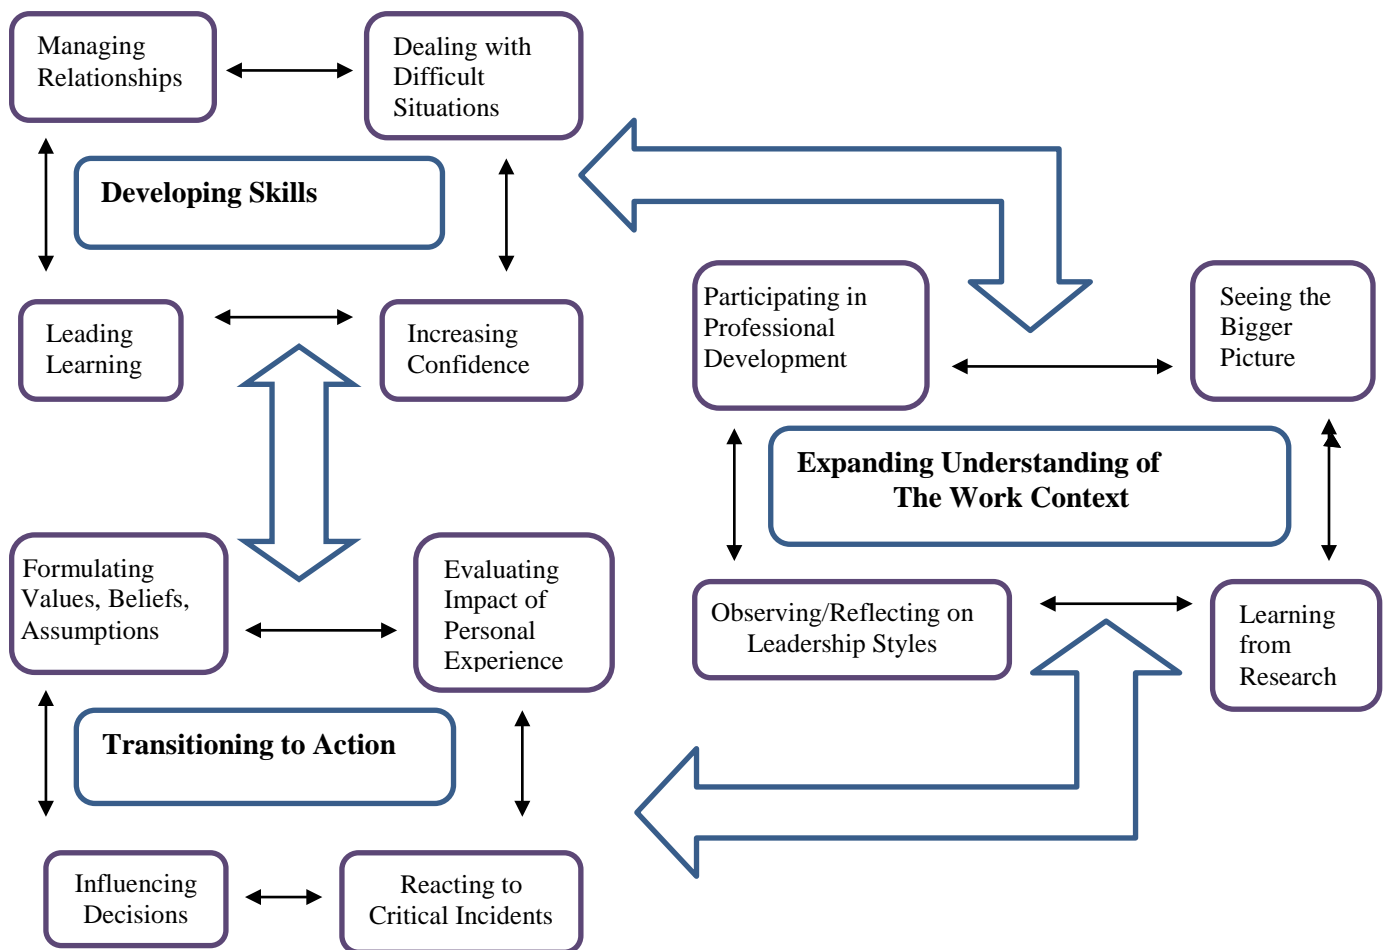 Managing
Relationships
Dealing with
Difficult
Situations
Developing Skills
Leading
Learning
Increasing
Confidence
Participating in
Professional
Development
Seeing the
Bigger
Picture
Expanding Understanding of
The Work Context
Observing/Reflecting on
Leadership Styles
Learning
from
Research
Formulating
Values, Beliefs,
Assumptions
Evaluating
Impact of
Personal
Experience
Transitioning to Action
Influencing
Decisions
Reacting to
Critical Incidents